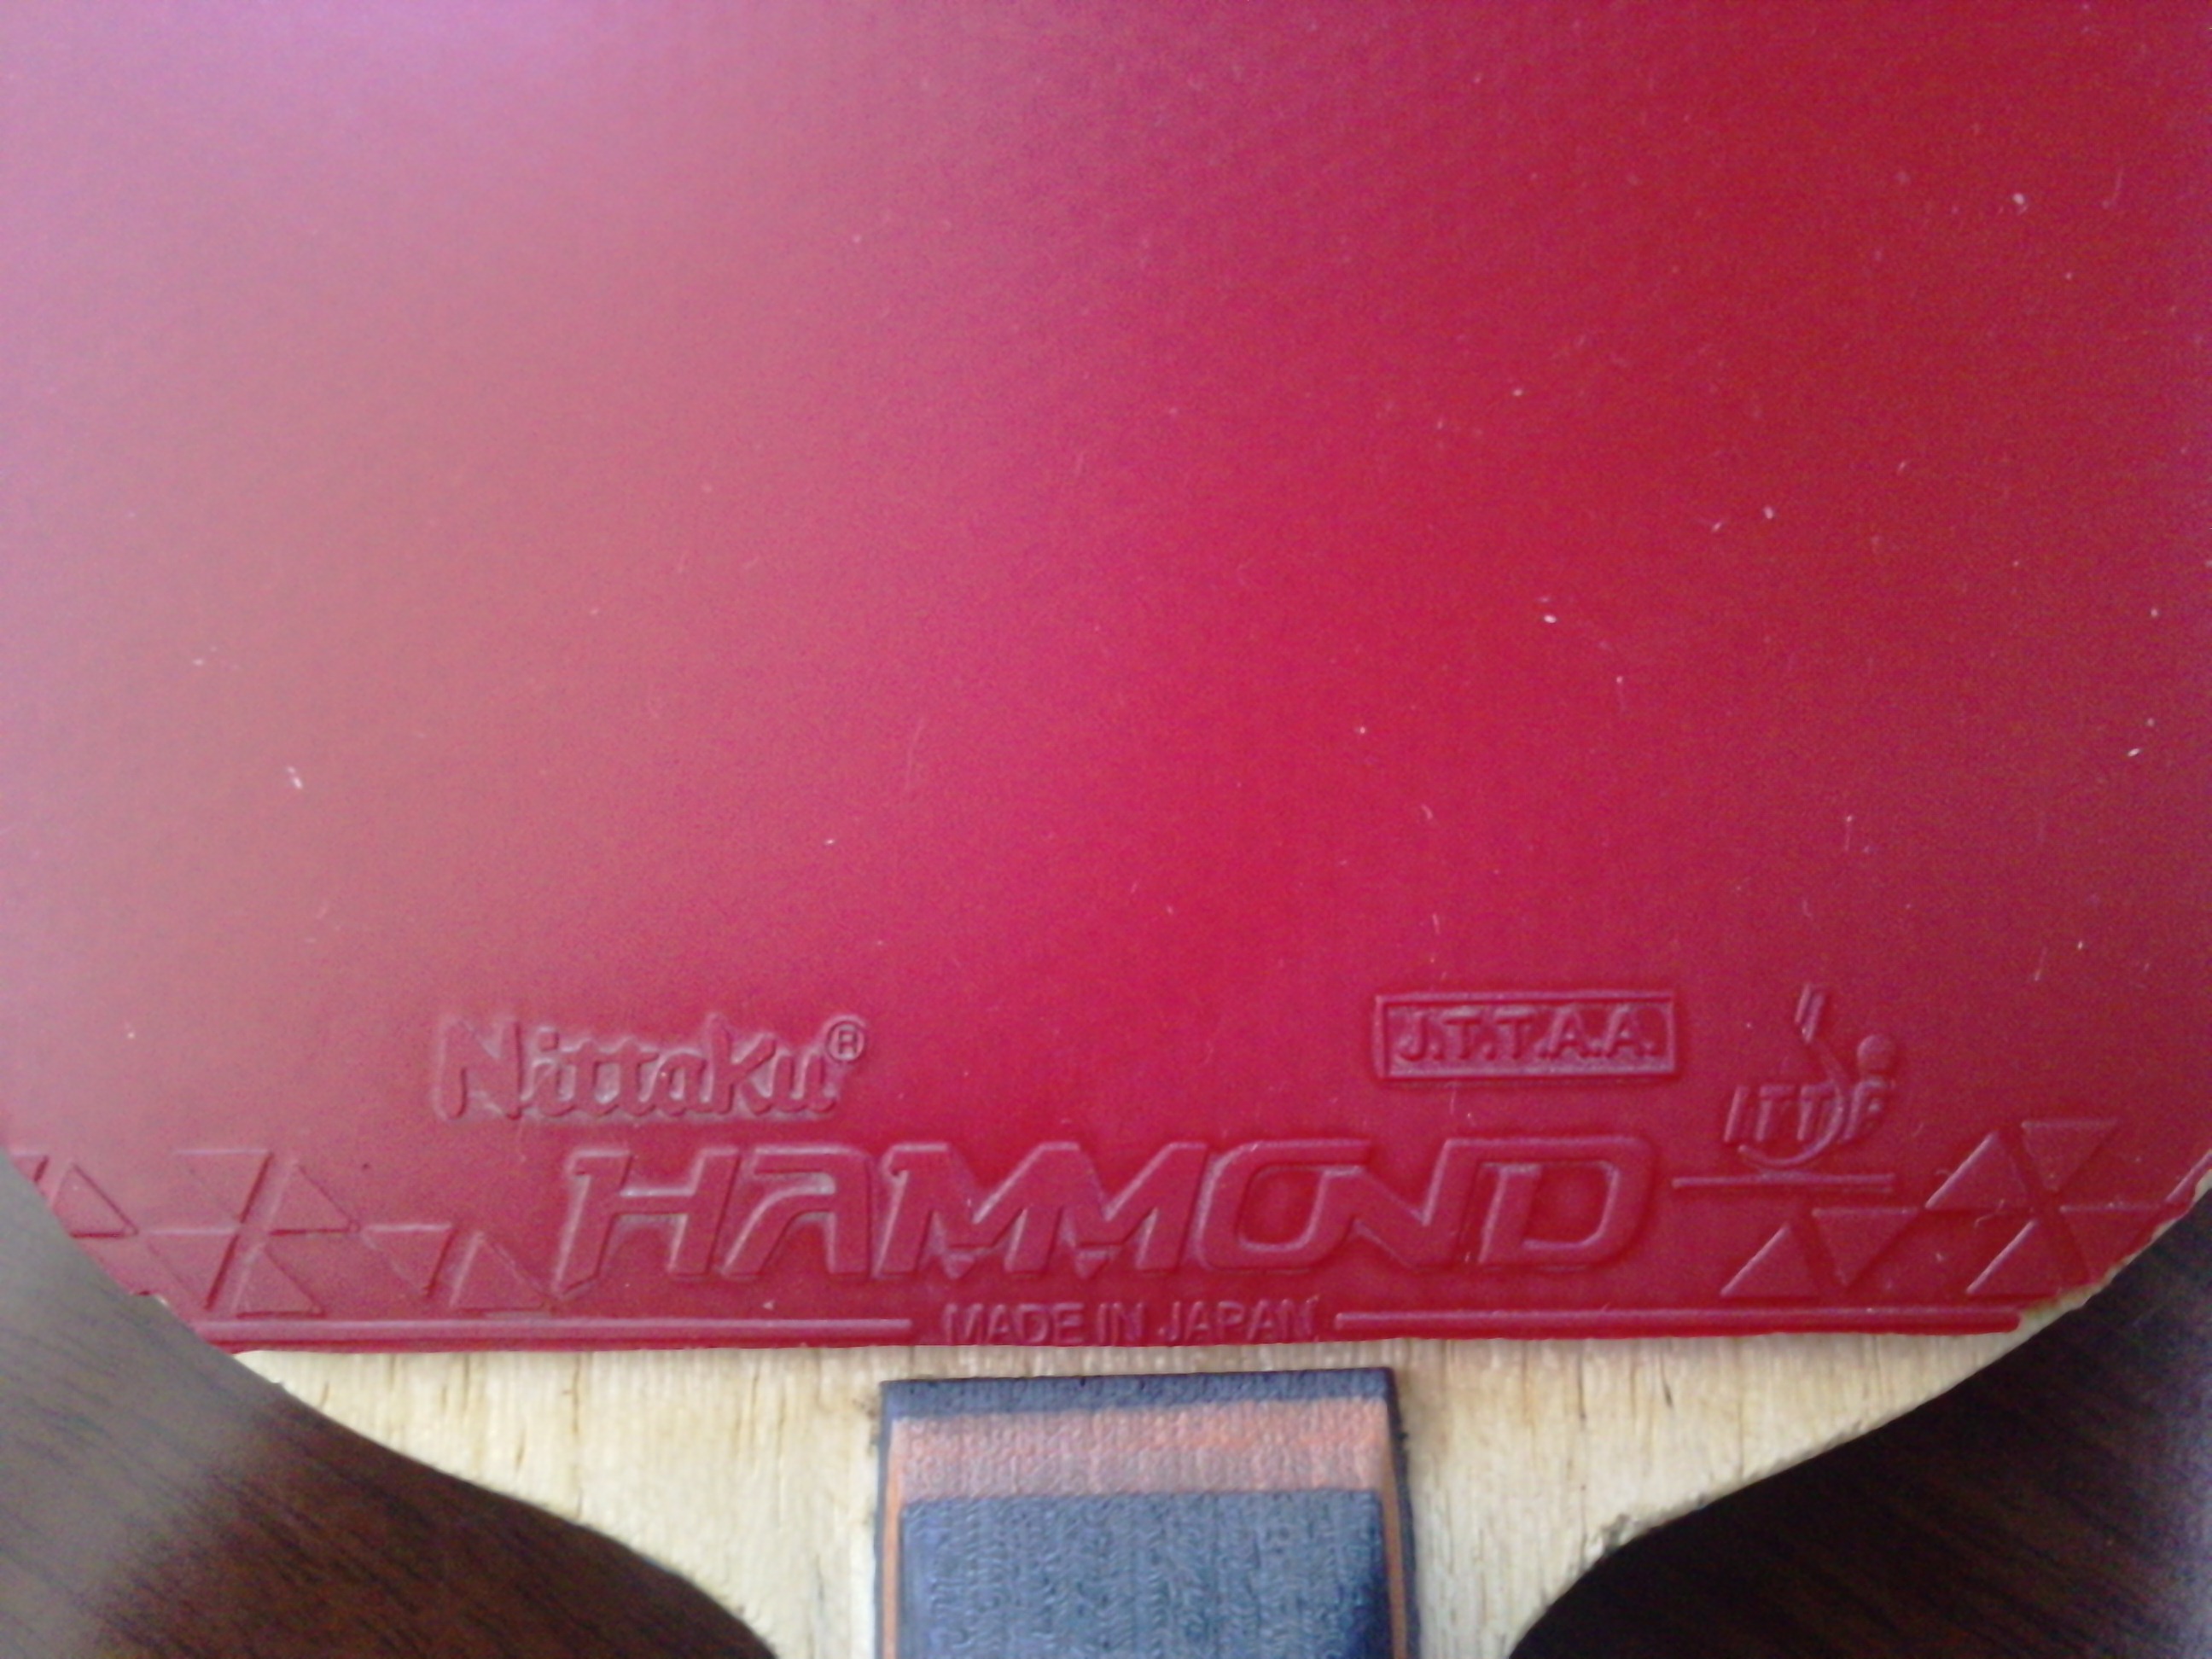 Nittaku®
J.T.T.A.A.
ITTF
HAMMOND
MADE IN JAPAN